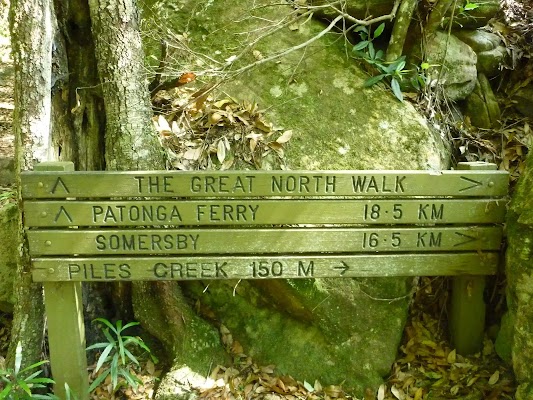 THE GREAT NORTH WALK
PATONGA FERRY 18·5 KM
SOMERSBY 16·5 KM
PILES CREEK 150 M →